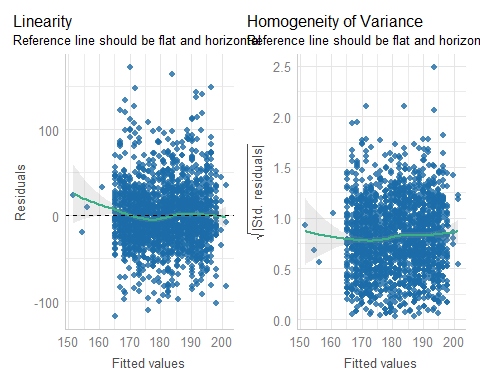 Linearity
Reference line should be flat and horizontal
Residuals
100
0
-100
150 160 170 180 190 200
Fitted values
Homogeneity of Variance
Reference line should be flat and horizontal
√|Std. residuals|
2.5
2.0
1.5
1.0
0.5
0.0
150 160 170 180 190 200
Fitted values